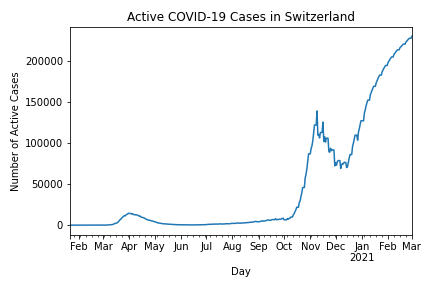 Active COVID-19 Cases in Switzerland
Number of Active Cases
200000
150000
100000
50000
0
Feb Mar Apr May Jun Jul Aug Sep Oct Nov Dec Jan Feb Mar
2021
Day